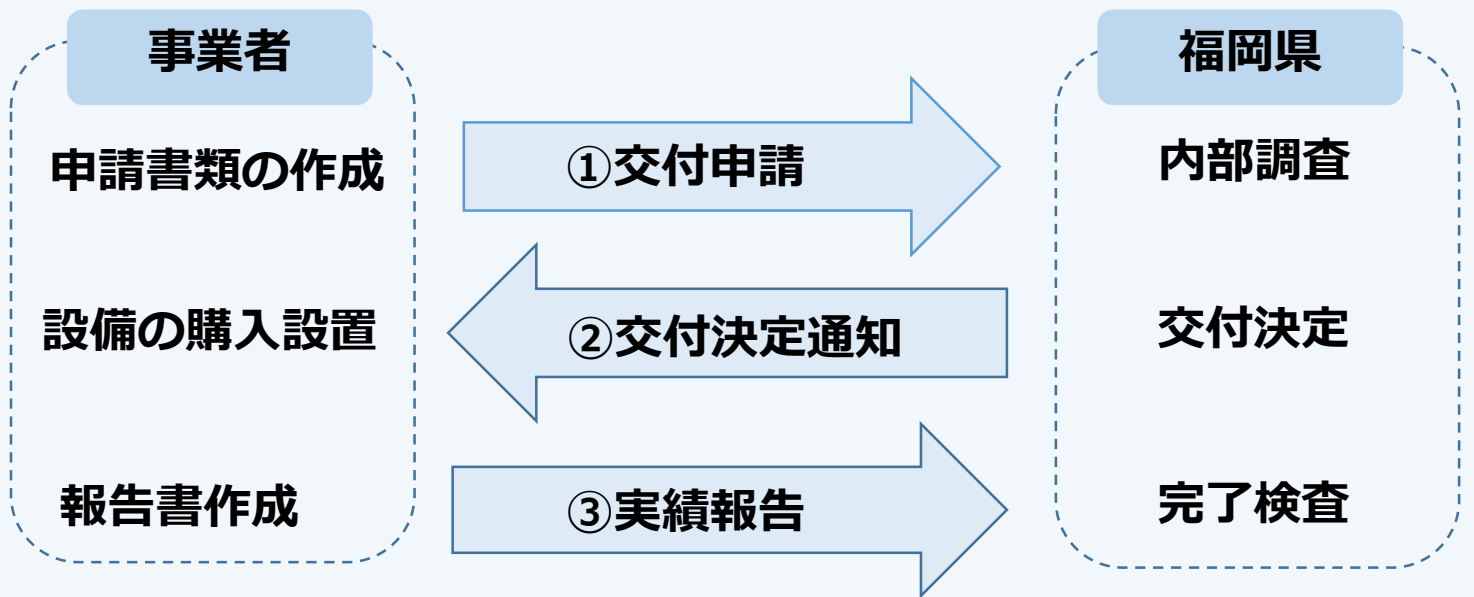 事業者
福岡県
申請書類の作成
①交付申請
内部調査
設備の購入設置
②交付決定通知
交付決定
報告書作成
③実績報告
完了検査